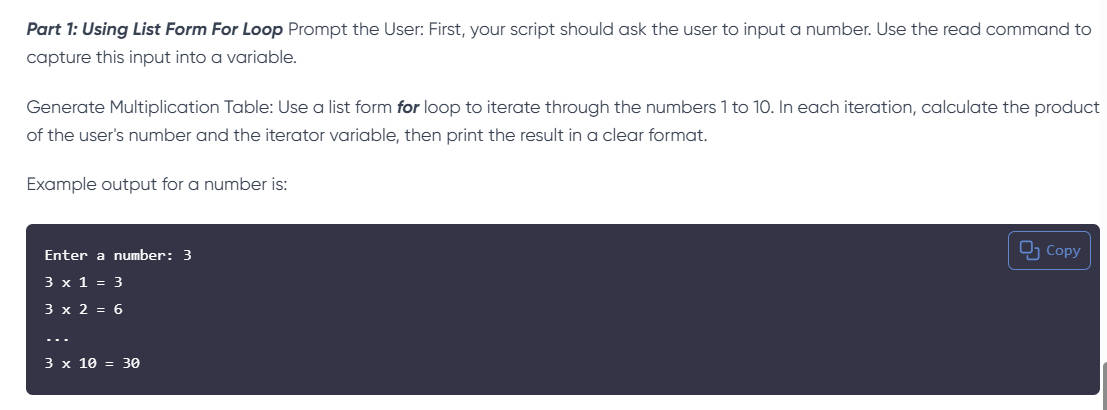 Part 1: Using List Form For Loop Prompt the User: First, your script should ask the user to input a number. Use the read command to
capture this input into a variable.
Generate Multiplication Table: Use a list form for loop to iterate through the numbers 1 to 10. In each iteration, calculate the product
of the user's number and the iterator variable, then print the result in a clear format.
Example output for a number is:
Copy
Enter a number: 3
3 x 1 = 3
3 x 2 = 6
...
3 x 10 = 30